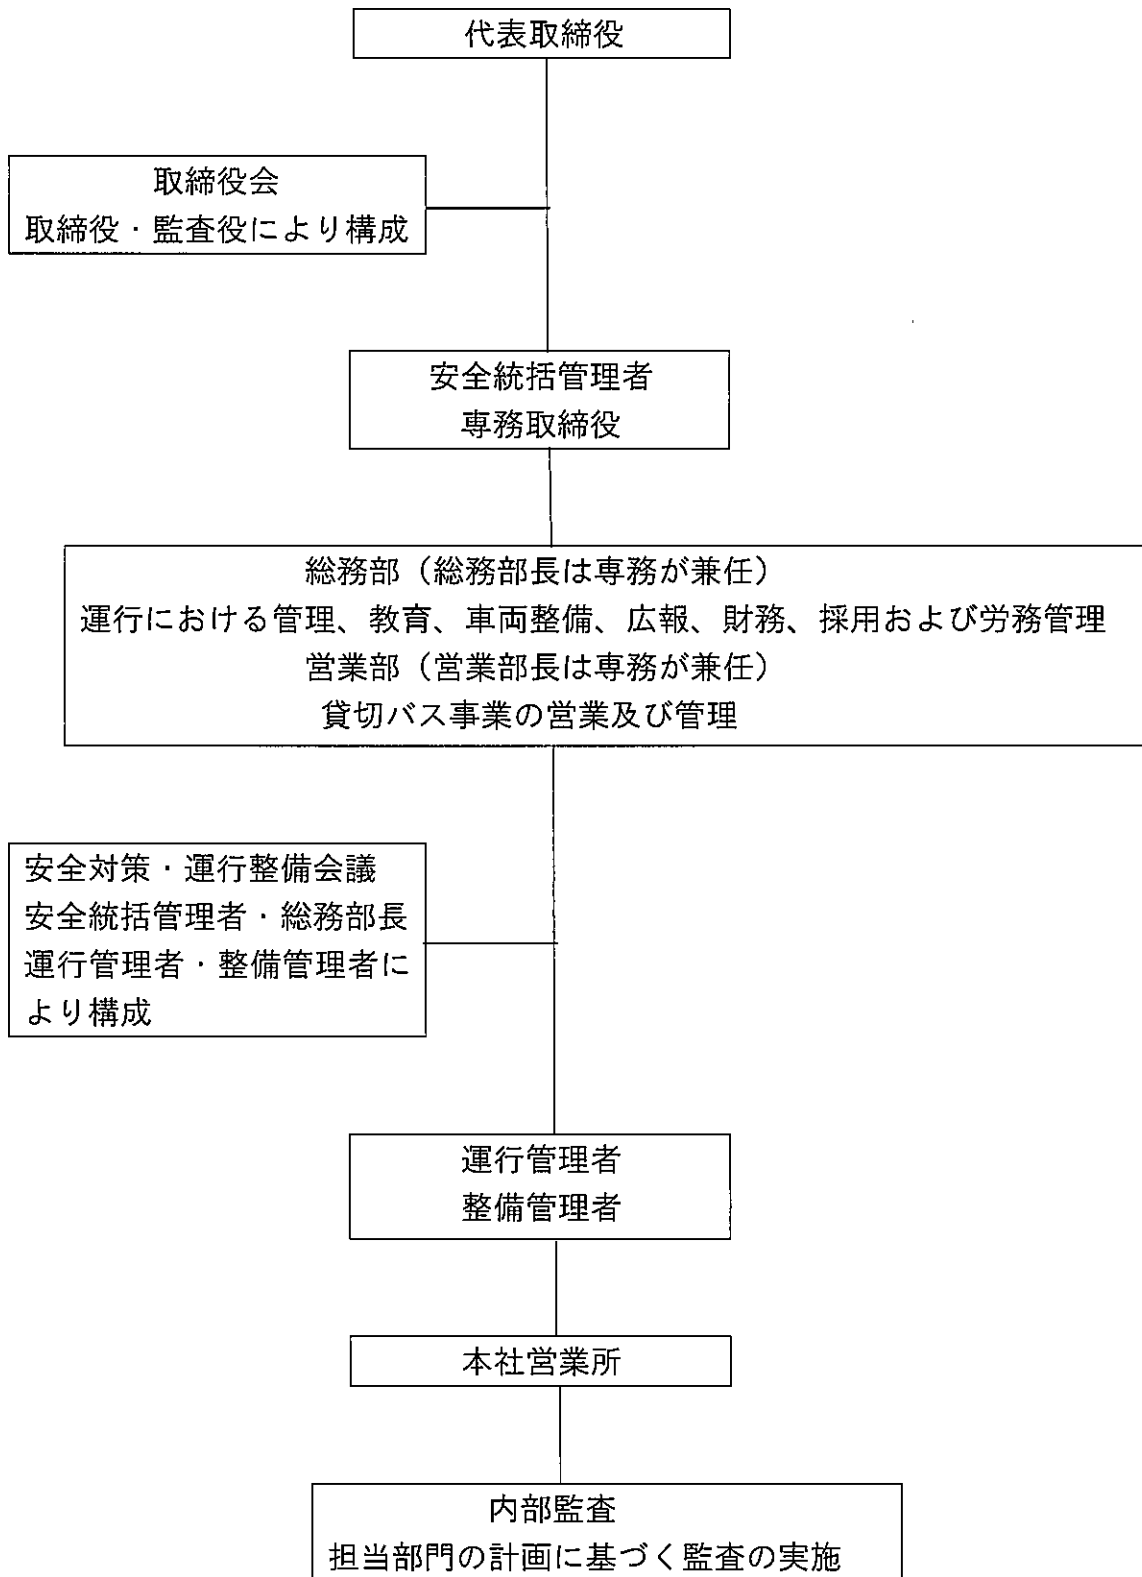 代表取締役
取締役会
取締役・監査役により構成
安全統括管理者
専務取締役
総務部（総務部長は専務が兼任）
運行における管理、教育、車両整備、広報、財務、採用および労務管理
営業部（営業部長は専務が兼任）
貸切バス事業の営業及び管理
安全対策・運行整備会議
安全統括管理者・総務部長
運行管理者・整備管理者に
より構成
運行管理者
整備管理者
本社営業所
内部監査
担当部門の計画に基づく監査の実施